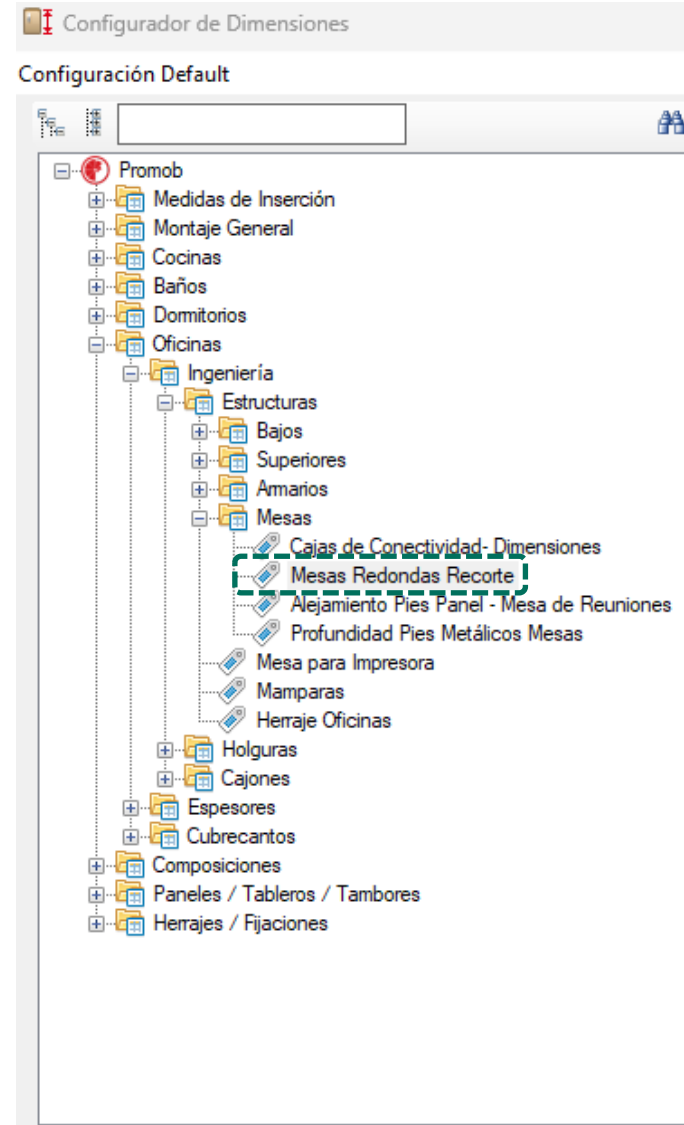 Configurador de Dimensiones
Configuración Default
Promob
Medidas de Inserción
Montaje General
Cocinas
Baños
Dormitorios
Oficinas
Ingeniería
Estructuras
Bajos
Superiores
Armarios
Mesas
Cajas de Conectividad- Dimensiones
Mesas Redondas Recorte
Alejamiento Pies Panel - Mesa de Reuniones
Profundidad Pies Metálicos Mesas
Mesa para Impresora
Mamparas
Herraje Oficinas
Holguras
Cajones
Espesores
Cubrecantos
Composiciones
Paneles / Tableros / Tambores
Herrajes / Fijaciones